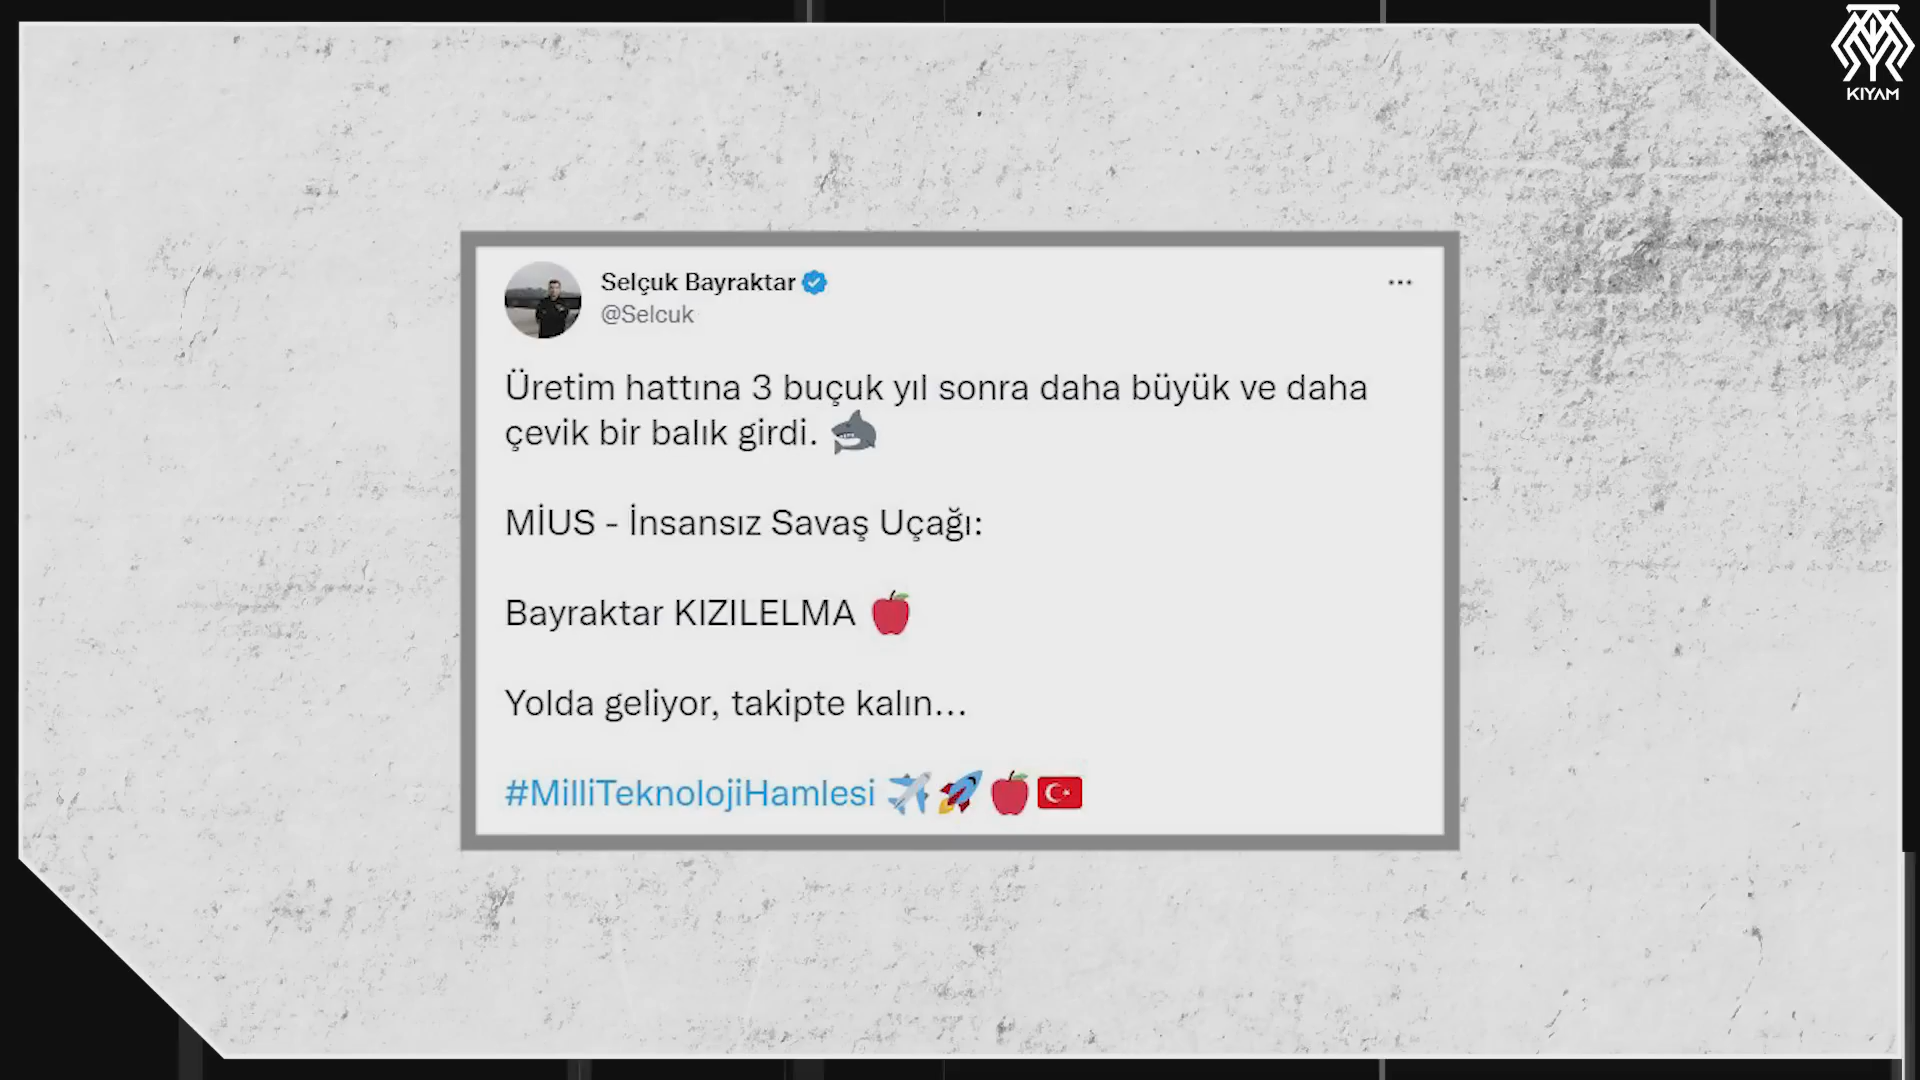 KIYAM
Selçuk Bayraktar
@Selcuk
Üretim hattına 3 buçuk yıl sonra daha büyük ve daha
çevik bir balık girdi. 🦈
MİUS - İnsansız Savaş Uçağı:
Bayraktar KIZILELMA 🍎
Yolda geliyor, takipte kalın...
#MilliTeknolojiHamlesi ✈️🚀🍎🇹🇷